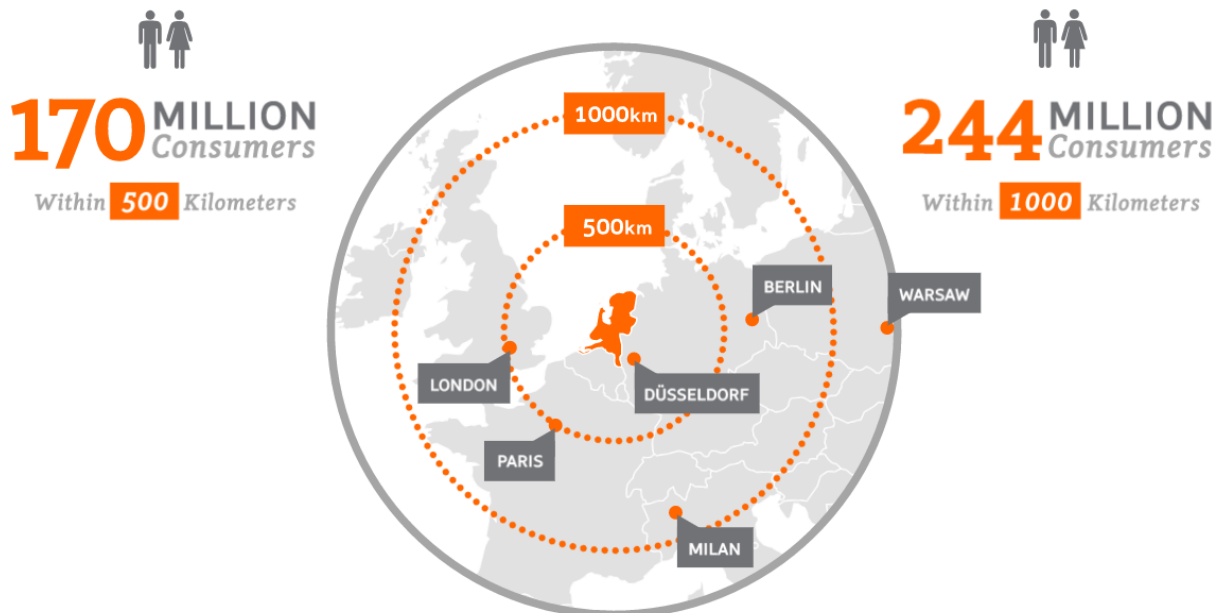 170 MILLION
Consumers
Within 500 Kilometers
1000km
500km
BERLIN
WARSAW
LONDON
DÜSSELDORF
PARIS
MILAN
244 MILLION
Consumers
Within 1000 Kilometers